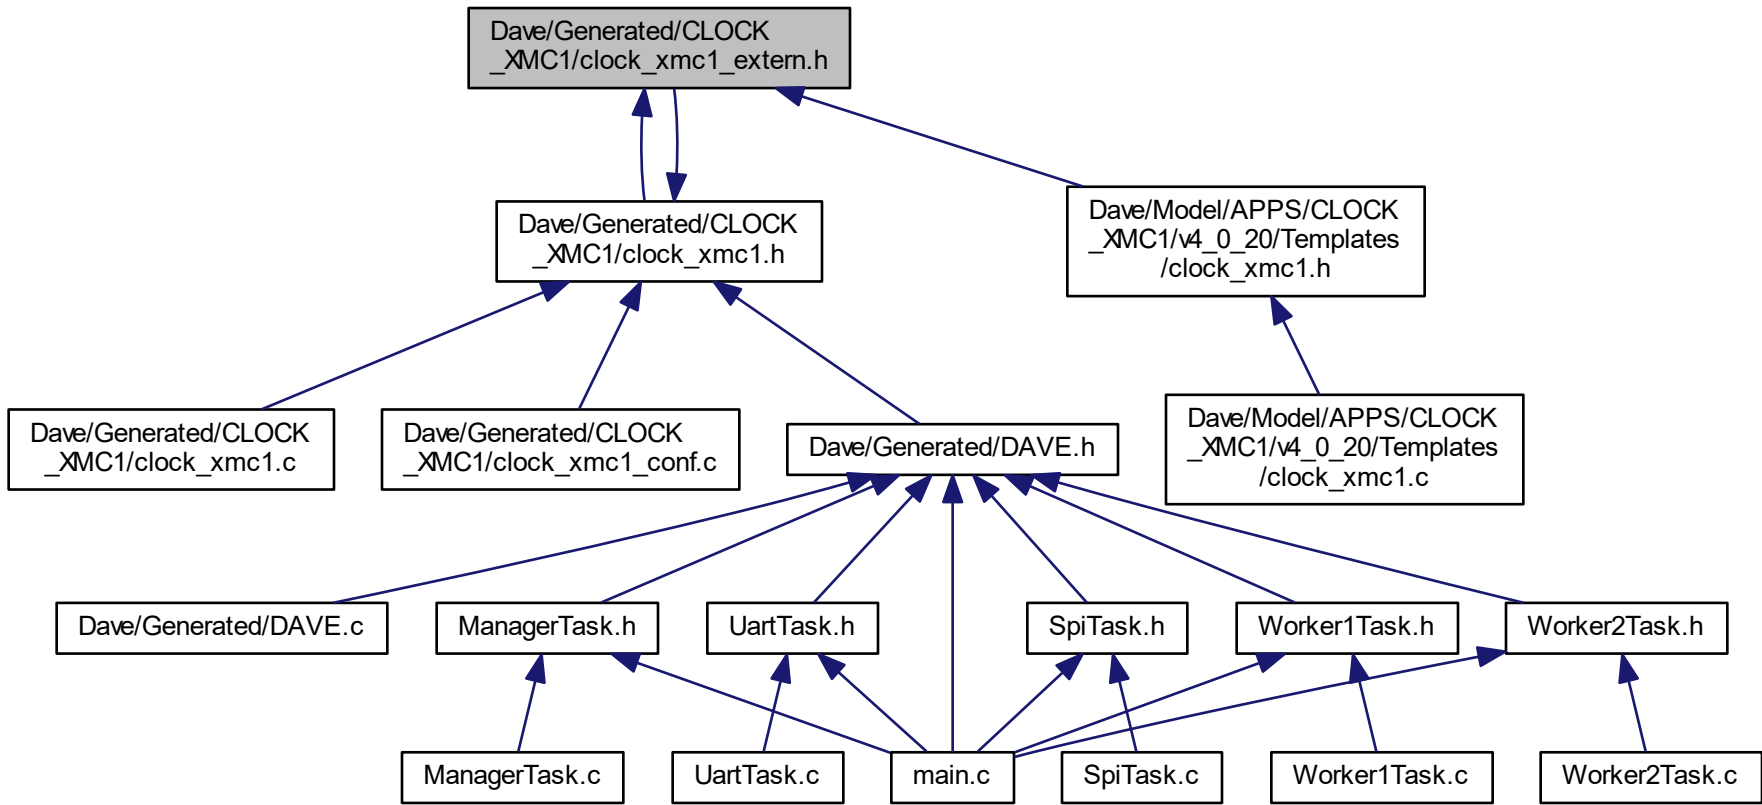 Dave/Generated/CLOCK
_XMC1/clock_xmc1_extern.h
Dave/Generated/CLOCK
_XMC1/clock_xmc1.h
Dave/Model/APPS/CLOCK
_XMC1/v4_0_20/Templates
/clock_xmc1.h
Dave/Generated/CLOCK
_XMC1/clock_xmc1.c
Dave/Generated/CLOCK
_XMC1/clock_xmc1_conf.c
Dave/Generated/DAVE.h
Dave/Model/APPS/CLOCK
_XMC1/v4_0_20/Templates
/clock_xmc1.c
Dave/Generated/DAVE.c
ManagerTask.h
UartTask.h
SpiTask.h
Worker1Task.h
Worker2Task.h
ManagerTask.c
UartTask.c
main.c
SpiTask.c
Worker1Task.c
Worker2Task.c